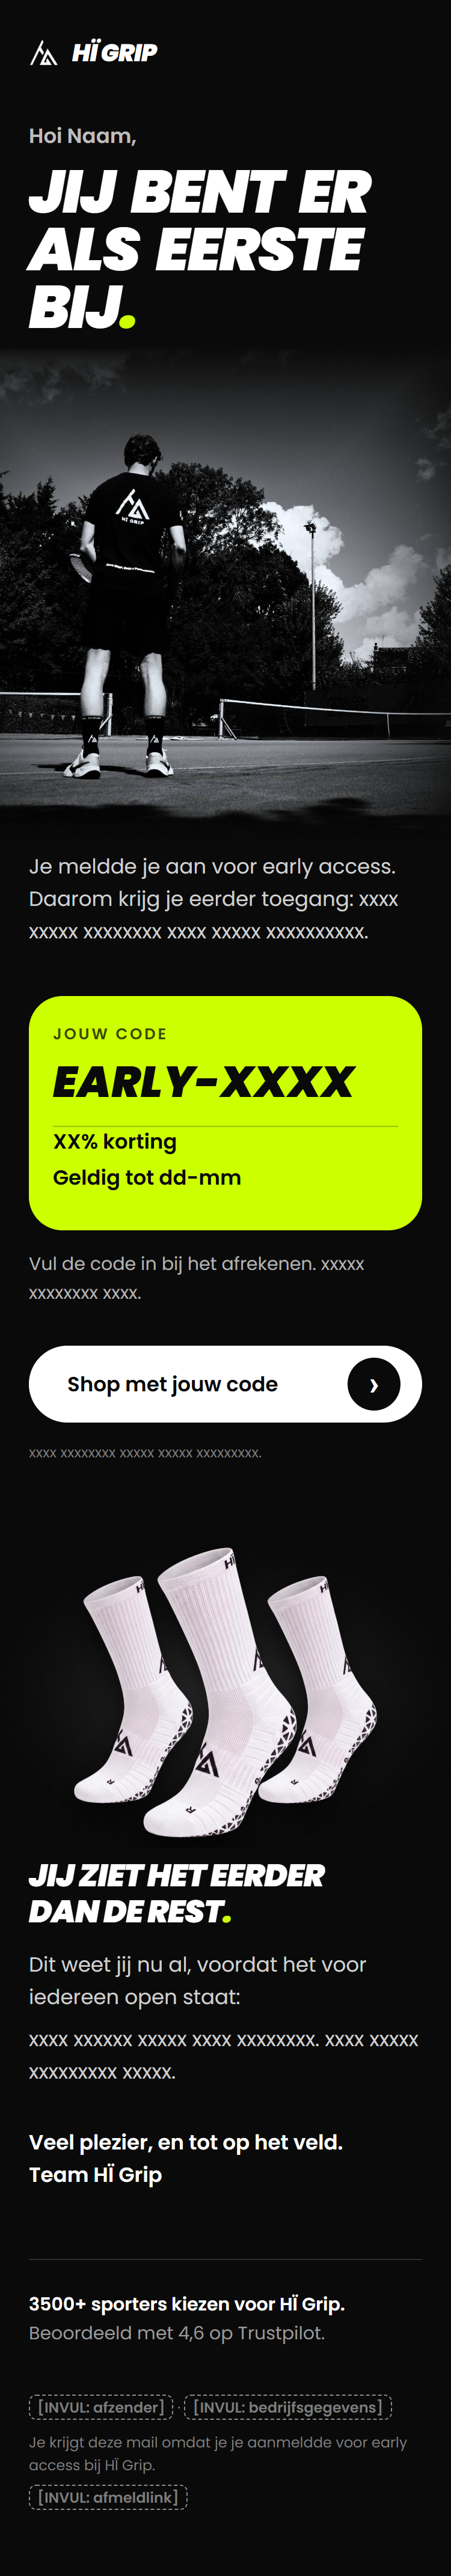 HÏ GRIP
Hoi Naam,
JIJ BENT ER
ALS EERSTE
BIJ.
HÏ GRIP
Je meldde je aan voor early access.
Daarom krijg je eerder toegang: xxxx
xxxxx xxxxxxxx xxxx xxxxx xxxxxxxxxx.
JOUW CODE
EARLY-XXXX
XX% korting
Geldig tot dd-mm
Vul de code in bij het afrekenen. xxxxx
xxxxxxxx xxxx.
Shop met jouw code
xxxx xxxxxxxx xxxxx xxxxx xxxxxxxxx.
JIJ ZIET HET EERDER
DAN DE REST.
Dit weet jij nu al, voordat het voor
iedereen open staat:
xxxx xxxxxx xxxxx xxxx xxxxxxxx. xxxx xxxxx
xxxxxxxxx xxxxx.
Veel plezier, en tot op het veld.
Team HÏ Grip
3500+ sporters kiezen voor HÏ Grip.
Beoordeeld met 4,6 op Trustpilot.
[INVUL: afzender] · [INVUL: bedrijfsgegevens]
Je krijgt deze mail omdat je je aanmeldde voor early
access bij HÏ Grip.
[INVUL: afmeldlink]